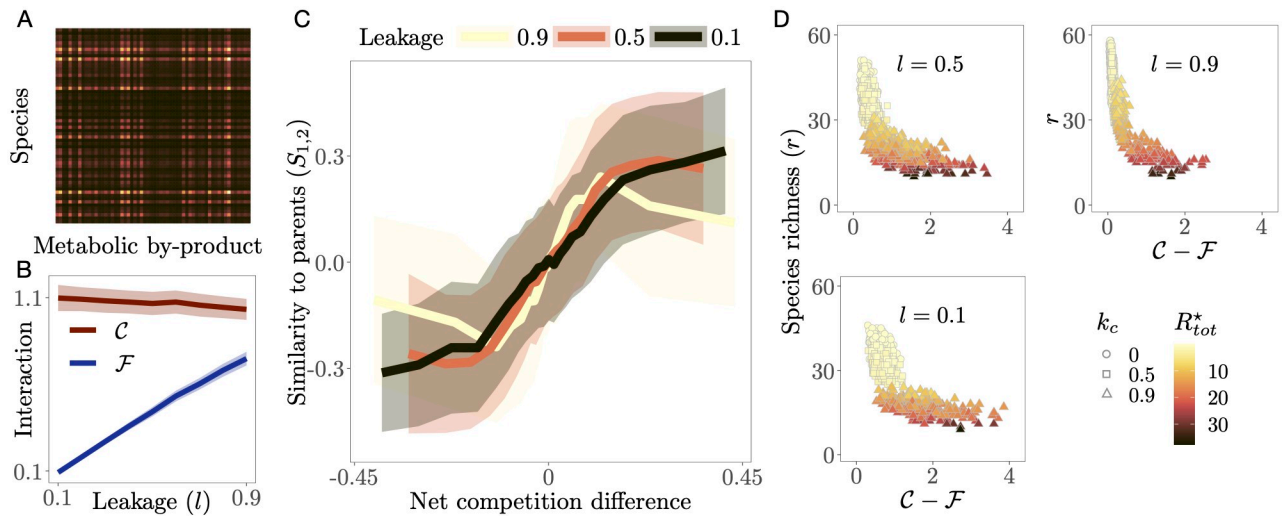 A
Species
Metabolic by-product
B
Interaction
1.1
0.1
C
F
0.1
0.9
Leakage (l)
C
Leakage
0.9
0.5
0.1
Similarity to parents (S1,2)
0.3
0.0
-0.3
-0.45
0
0.45
Net competition difference
D
Species richness (r)
60
30
0
l = 0.5
0
2
4
r
60
30
0
l = 0.9
0
2
4
C − F
60
30
0
l = 0.1
0
2
4
C − F
kc
0
0.5
0.9
R⋆tot
10
20
30